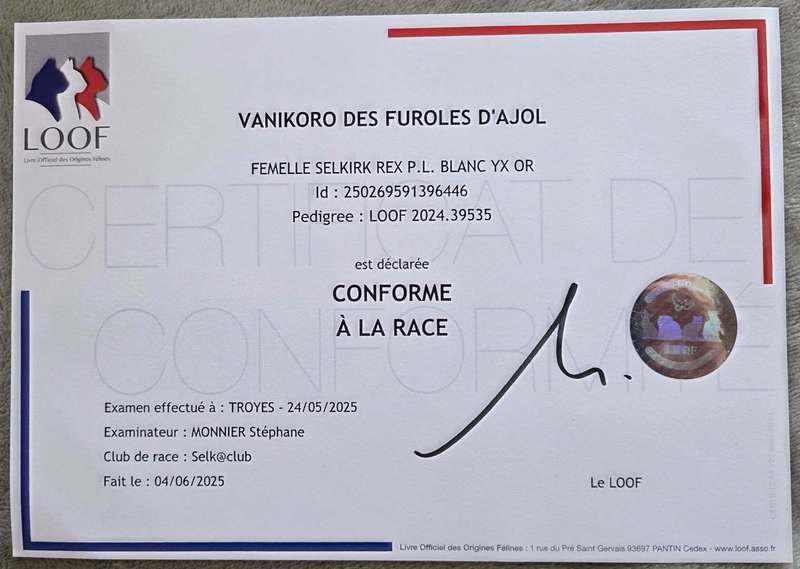 LOOF
Livre Officiel des Origines Félines
CERTIFICAT DE
CONFORMITÉ
VANIKORO DES FUROLES D'AJOL
FEMELLE SELKIRK REX P.L. BLANC YX OR
Id : 250269591396446
Pedigree : LOOF 2024.39535
est déclarée
CONFORME
À LA RACE
Examen effectué à : TROYES - 24/05/2025
Examinateur : MONNIER Stéphane
Club de race : Selk@club
Fait le : 04/06/2025
Le LOOF
Livre Officiel des Origines Félines : 1 rue du Pré Saint Gervais 93697 PANTIN Cedex - www.loof.asso.fr